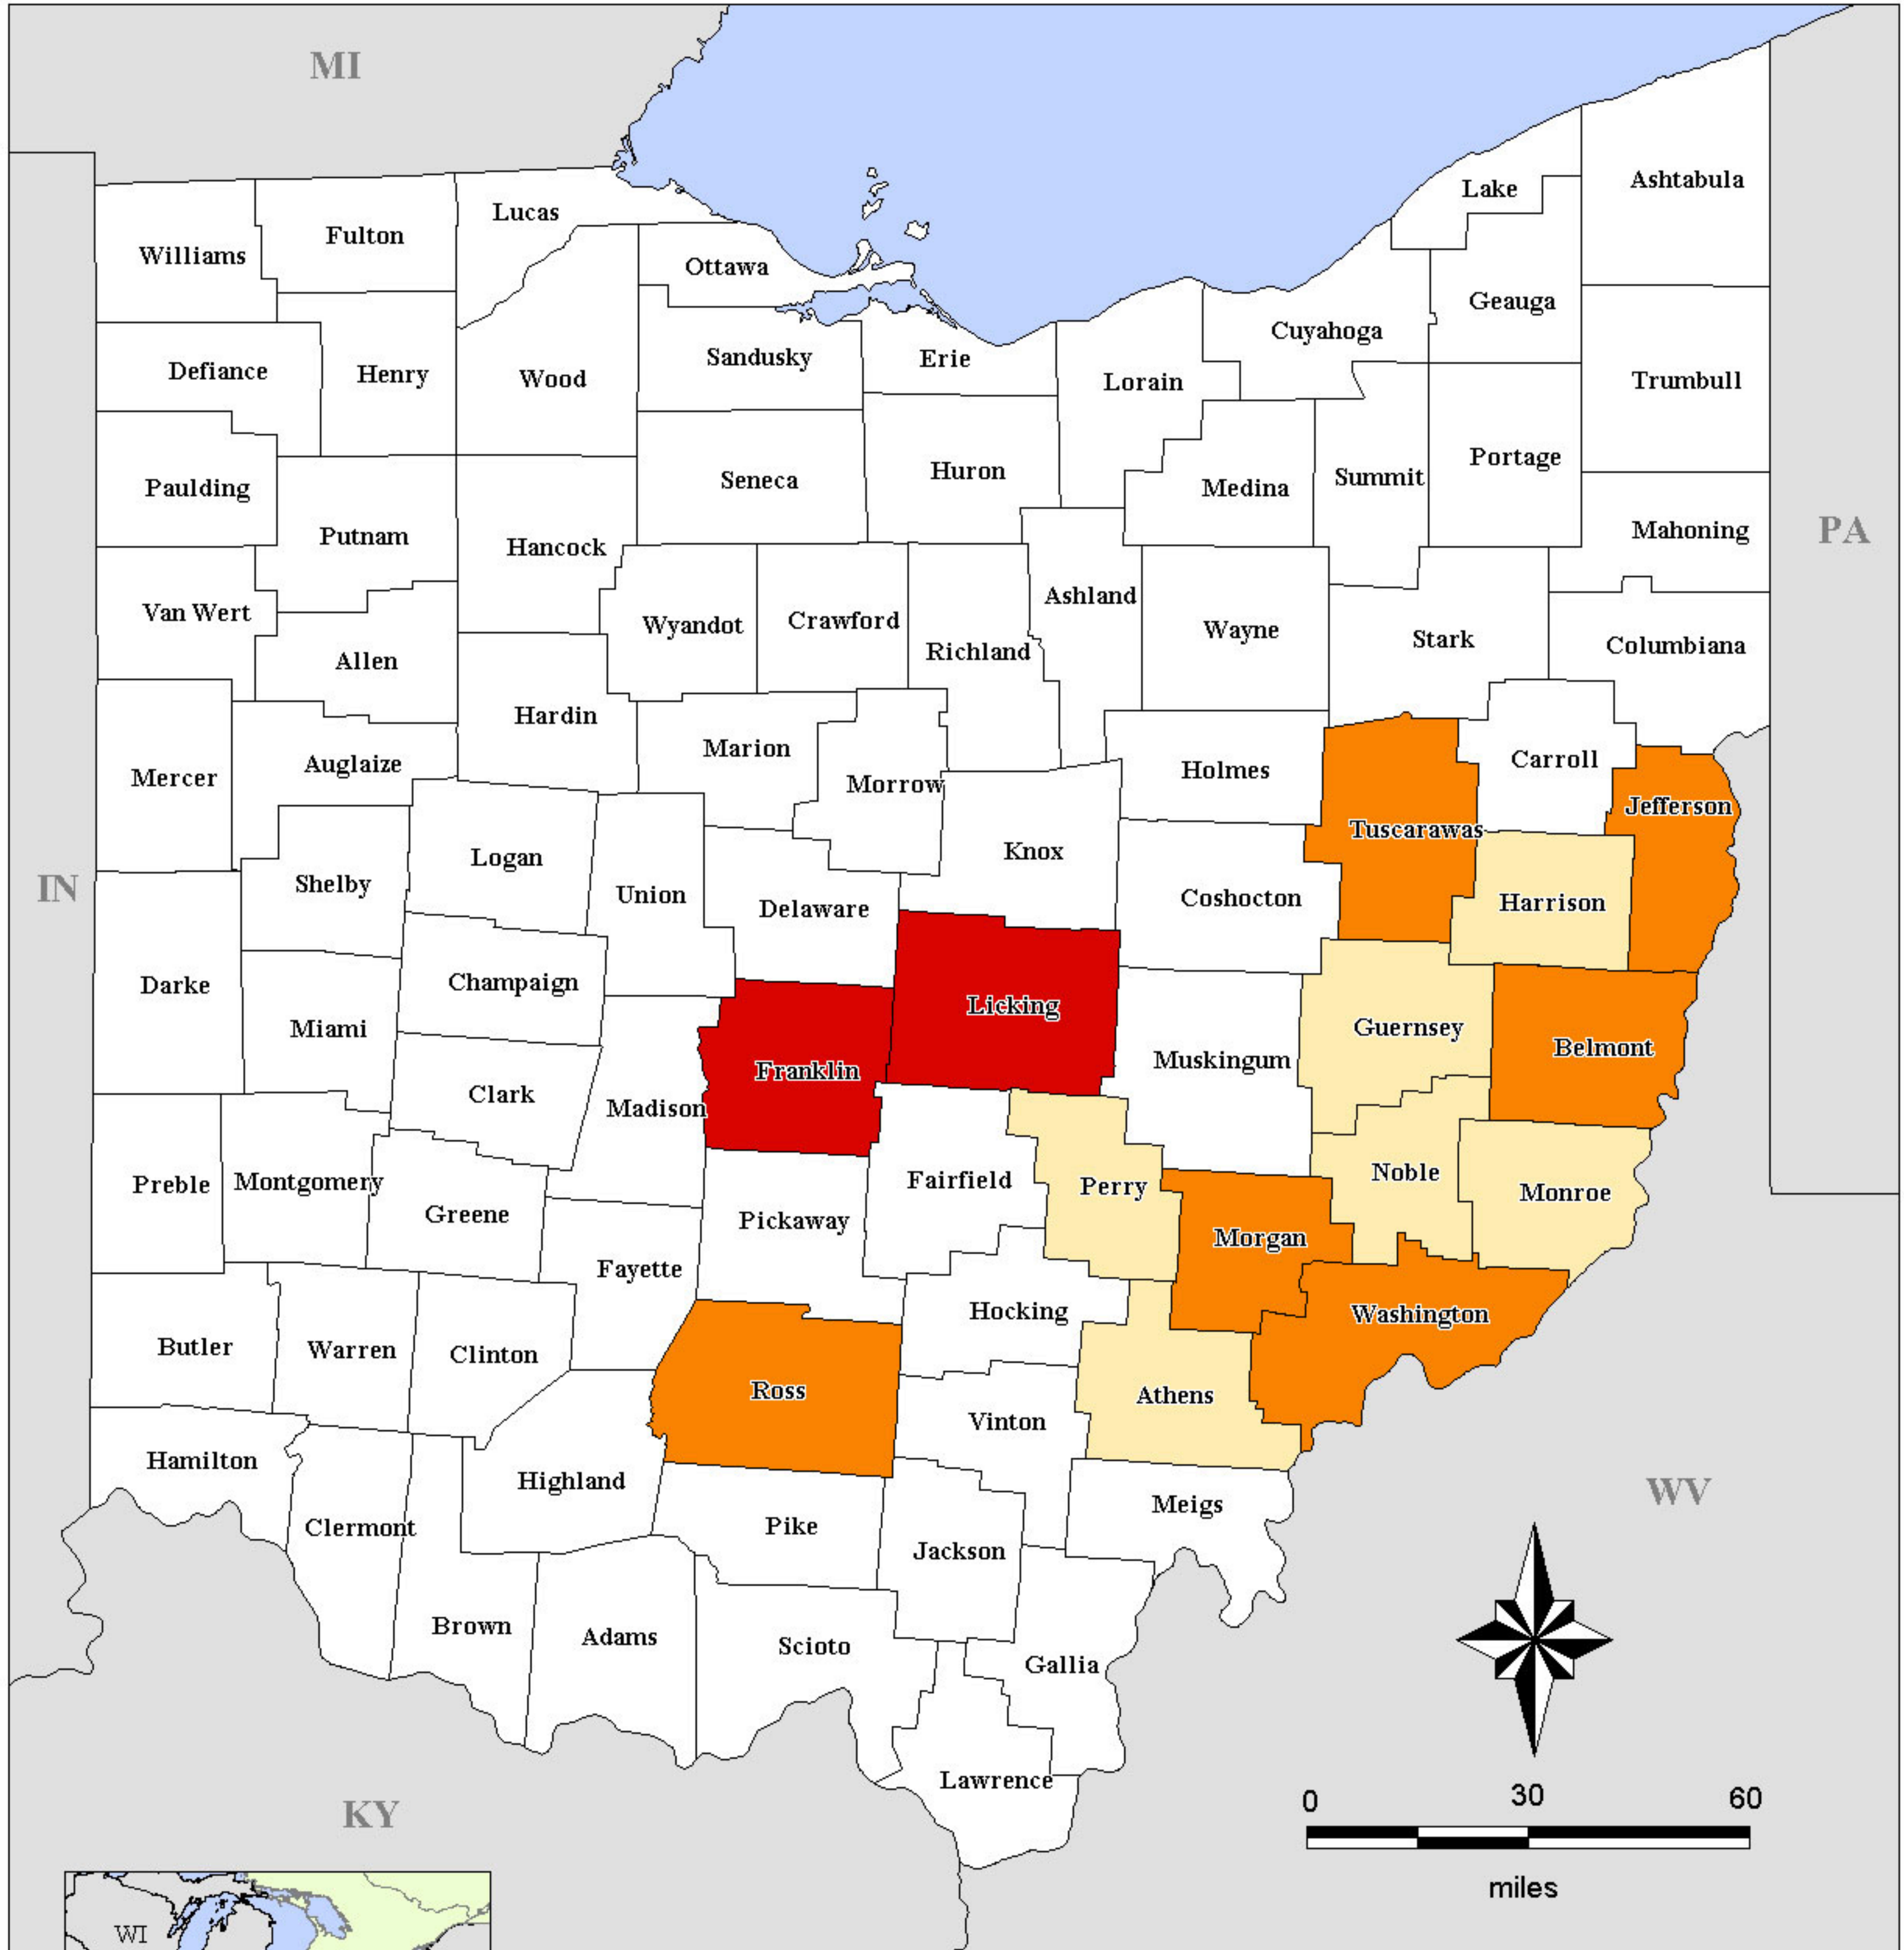 MI
Lake
Ashtabula
Lucas
Fulton
Williams
Ottawa
Geauga
Cuyahoga
Sandusky
Erie
Defiance
Henry
Wood
Lorain
Trumbull
Portage
Huron
Seneca
Summit
Paulding
Medina
Mahoning
PA
Putnam
Hancock
Ashland
Van Wert
Crawford
Wyandot
Wayne
Stark
Columbiana
Richland
Allen
Hardin
Marion
Carroll
Auglaize
Holmes
Mercer
Morrow
Jefferson
Tuscarawas
Knox
Logan
Shelby
IN
Union
Coshocton
Harrison
Delaware
Champaign
Darke
Licking
Guernsey
Miami
Belmont
Muskingum
Franklin
Clark
Madison
Noble
Fairfield
Preble
Montgomery
Perry
Monroe
Greene
Pickaway
Morgan
Fayette
Hocking
Washington
Butler
Warren
Clinton
Ross
Athens
Vinton
Hamilton
Highland
WV
Meigs
Clermont
Pike
Jackson
Brown
Adams
Scioto
Gallia
Lawrence
0 30 60
miles
KY
WI